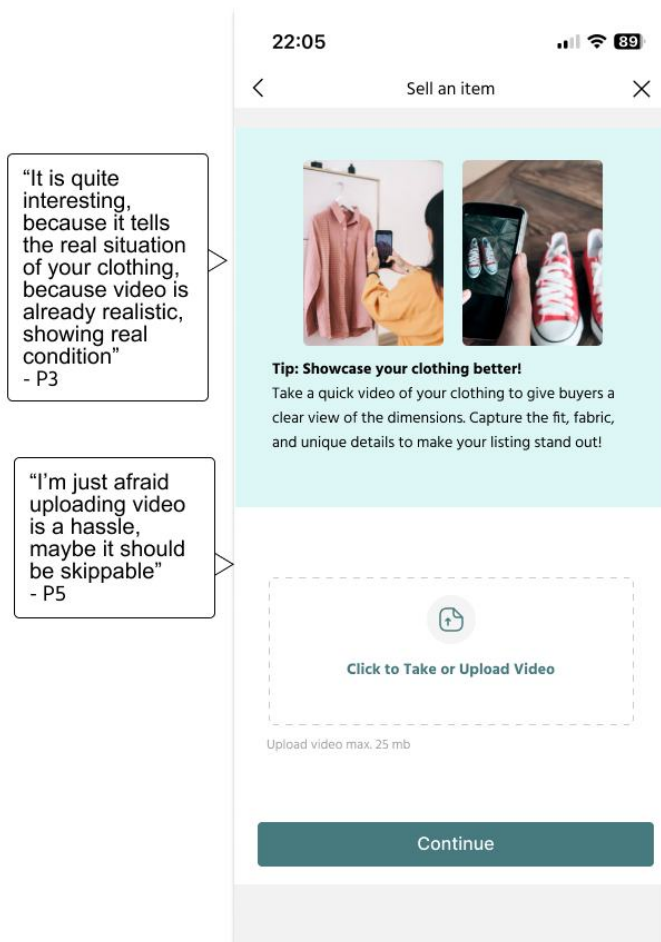 22:05
89
Sell an item
“It is quite
interesting,
because it tells
the real situation
of your clothing,
because video is
already realistic,
showing real
condition”
- P3
Tip: Showcase your clothing better!
Take a quick video of your clothing to give buyers a
clear view of the dimensions. Capture the fit, fabric,
and unique details to make your listing stand out!
“I’m just afraid
uploading video
is a hassle,
maybe it should
be skippable”
- P5
Click to Take or Upload Video
Upload video max. 25 mb
Continue